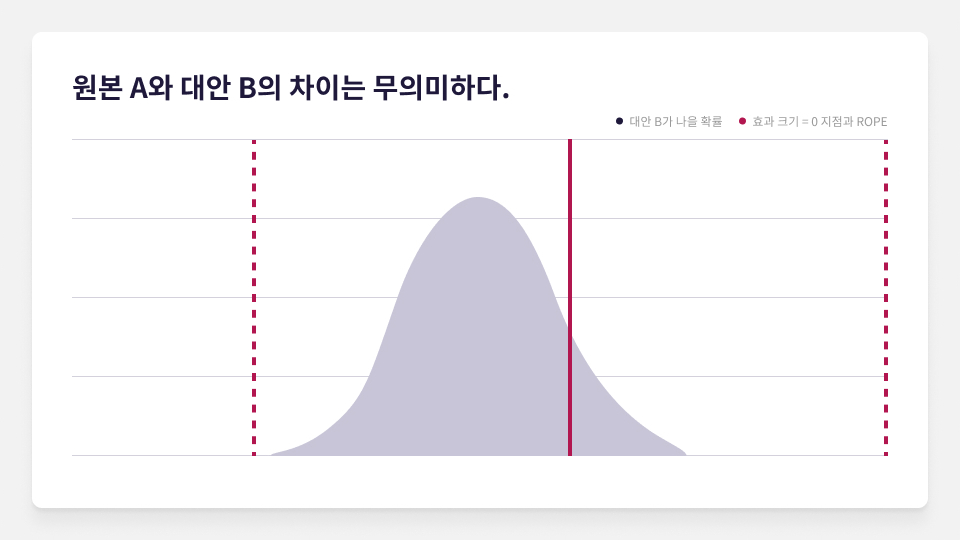 원본 A와 대안 B의 차이는 무의미하다.
대안 B가 나을 확률 효과 크기 = 0 지점과 ROPE